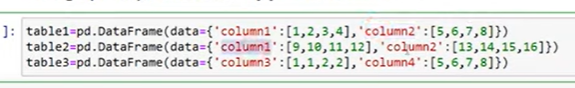 ]: table1=pd.DataFrame(data={'column1':[1,2,3,4],'column2':[5,6,7,8]})
table2=pd.DataFrame(data={'column1':[9,10,11,12],'column2':[13,14,15,16]})
table3=pd.DataFrame(data={'column3':[1,1,2,2],'column4':[5,6,7,8]})